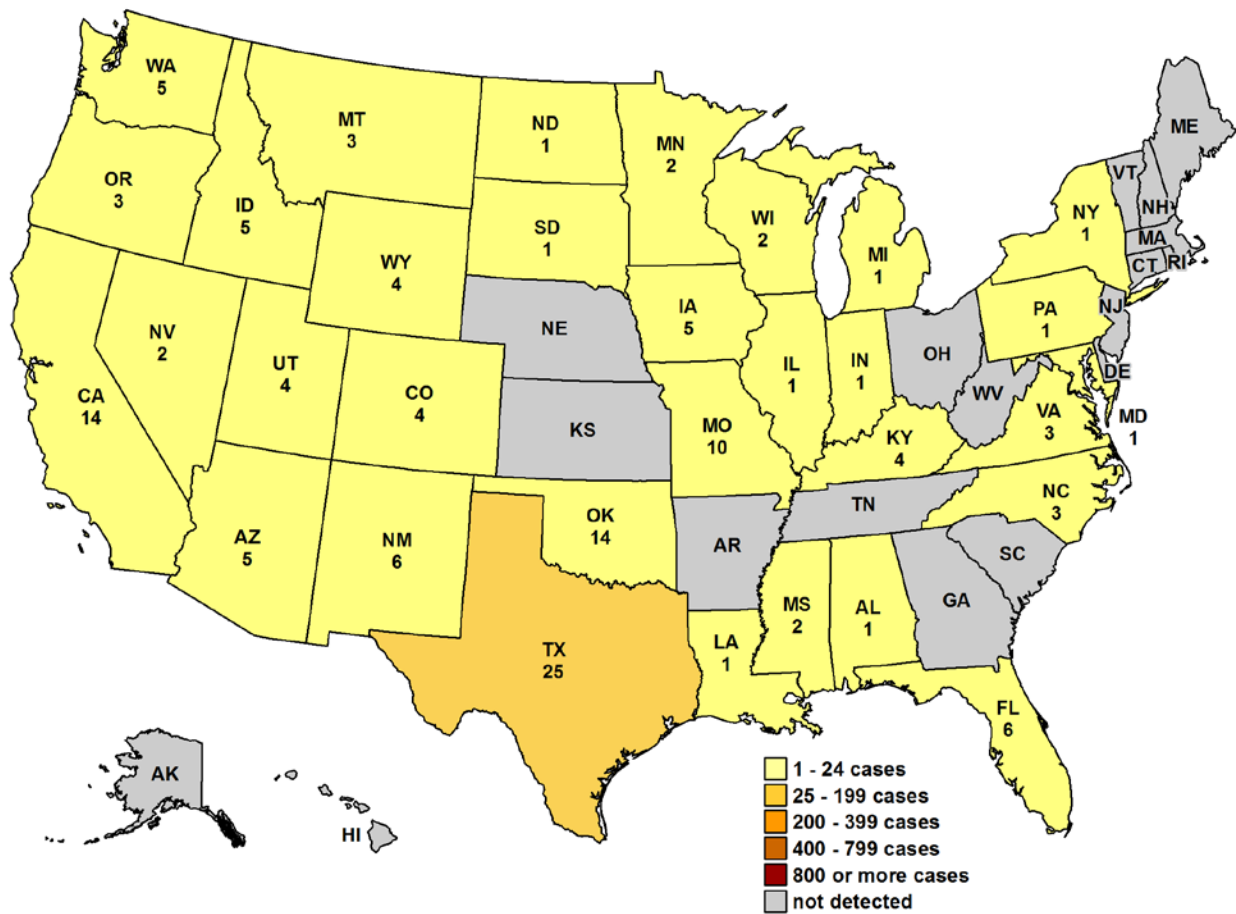 WA
5
MT
3
ND
1
MN
2
ME
VT
NH
OR
3
ID
5
SD
1
WI
2
MI
1
NY
1
MA
CT
RI
WY
4
NE
IA
5
PA
1
NJ
NV
2
UT
4
CO
4
IL
1
IN
1
OH
WV
DE
CA
14
KS
MO
10
KY
4
VA
3
MD
1
AZ
5
NM
6
OK
14
AR
TN
NC
3
SC
MS
2
AL
1
GA
TX
25
LA
1
FL
6
AK
HI
1 - 24 cases
25 - 199 cases
200 - 399 cases
400 - 799 cases
800 or more cases
not detected